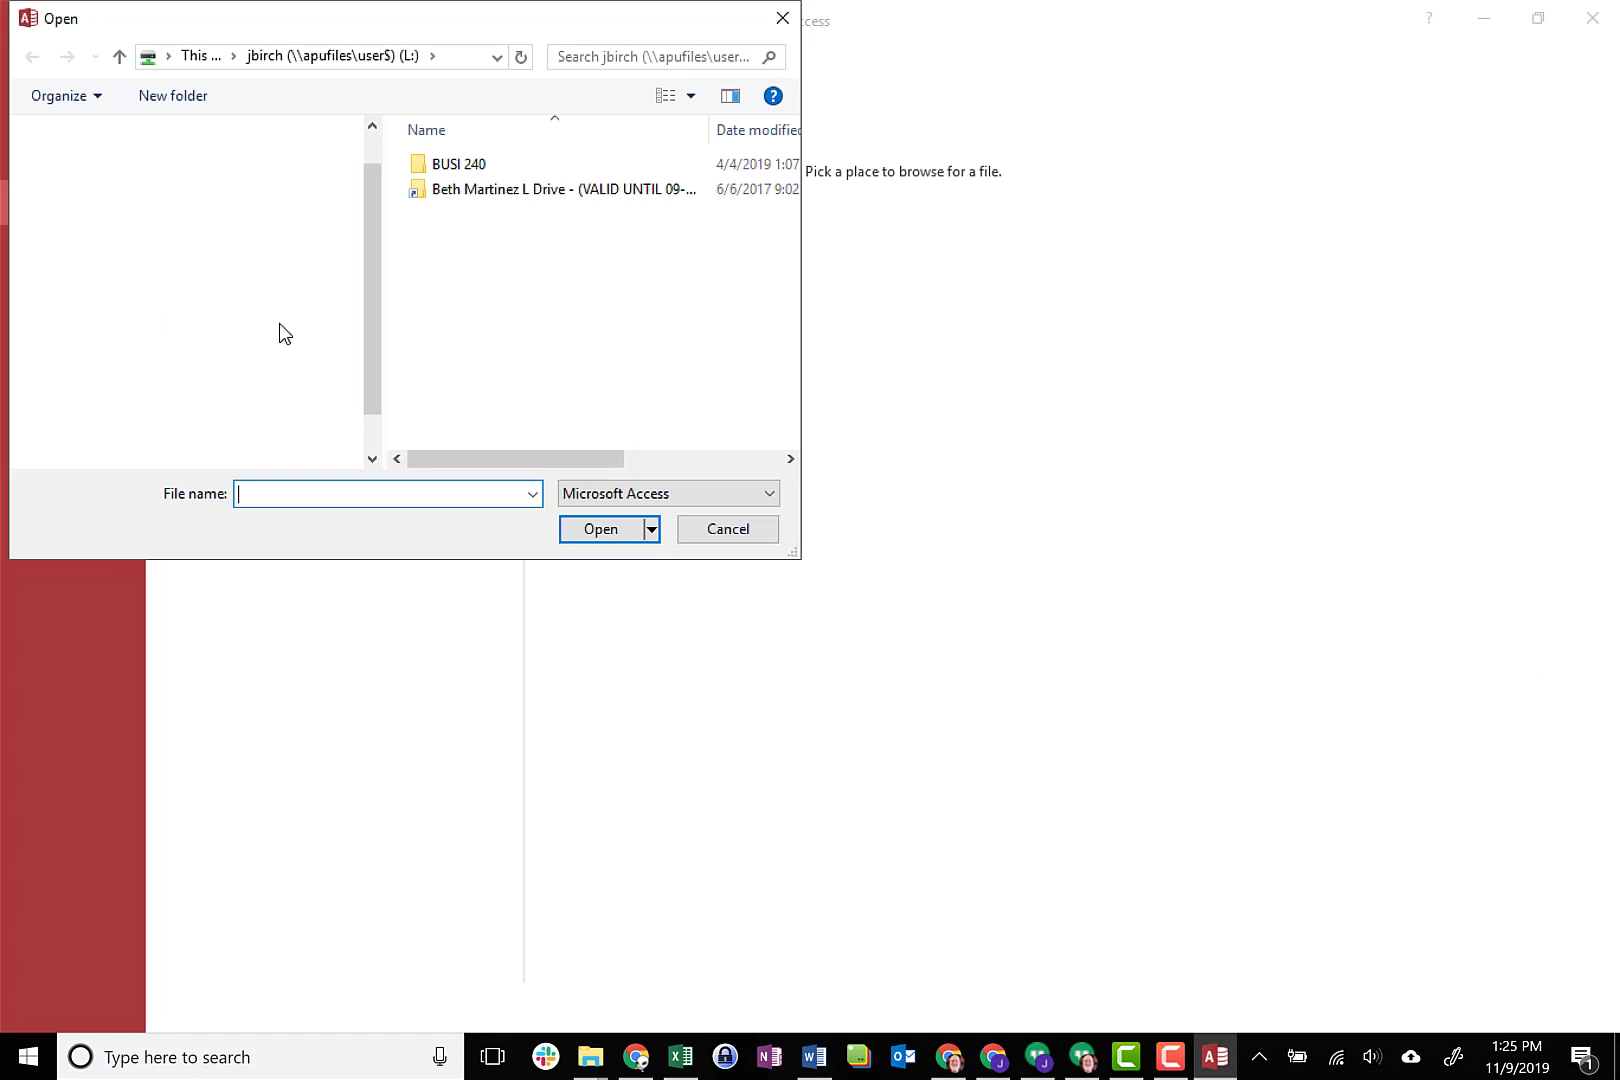 Open
ccess
This ... jbirch (\\apufiles\user$) (L:)
Search jbirch (\\apufiles\user...
Organize
New folder
Name
Date modified
BUSI 240
4/4/2019 1:07
Beth Martinez L Drive - (VALID UNTIL 09-...
6/6/2017 9:02
Pick a place to browse for a file.
File name:
Microsoft Access
Open
Cancel
Type here to search
1:25 PM
11/9/2019
1